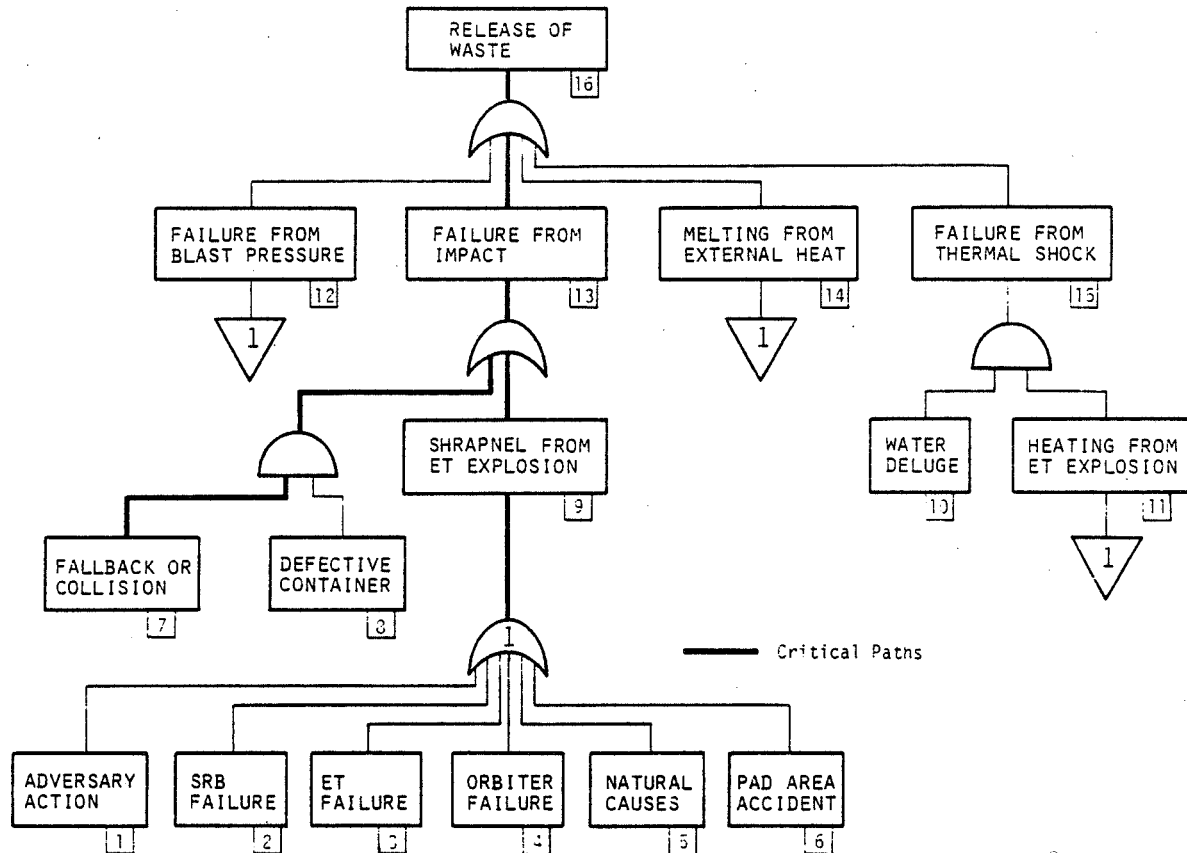 RELEASE OF
WASTE
16
FAILURE FROM
BLAST PRESSURE
12
FAILURE FROM
IMPACT
13
MELTING FROM
EXTERNAL HEAT
14
FAILURE FROM
THERMAL SHOCK
15
1
1
SHRAPNEL FROM
ET EXPLOSION
9
WATER
DELUGE
10
HEATING FROM
ET EXPLOSION
11
1
FALLBACK OR
COLLISION
7
DEFECTIVE
CONTAINER
8
1
Critical Paths
ADVERSARY
ACTION
1
SRB
FAILURE
2
ET
FAILURE
3
ORBITER
FAILURE
4
NATURAL
CAUSES
5
PAD AREA
ACCIDENT
6